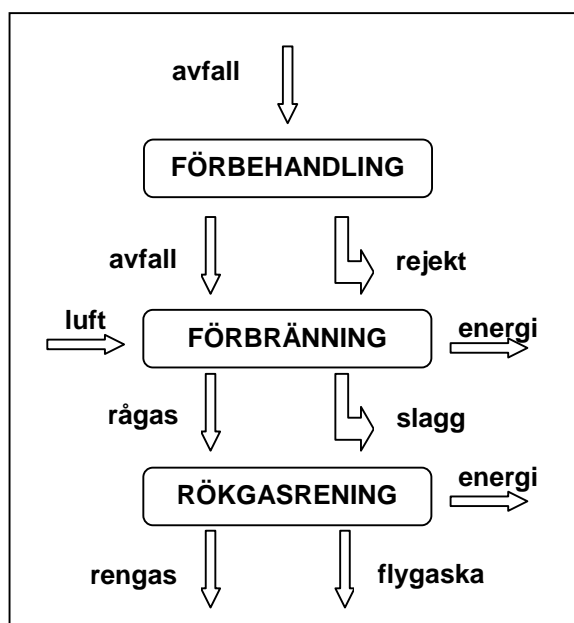 avfall
FÖRBEHANDLING
avfall
rejekt
luft
FÖRBRÄNNING
energi
rågas
slagg
RÖKGASRENING
energi
rengas
flygaska